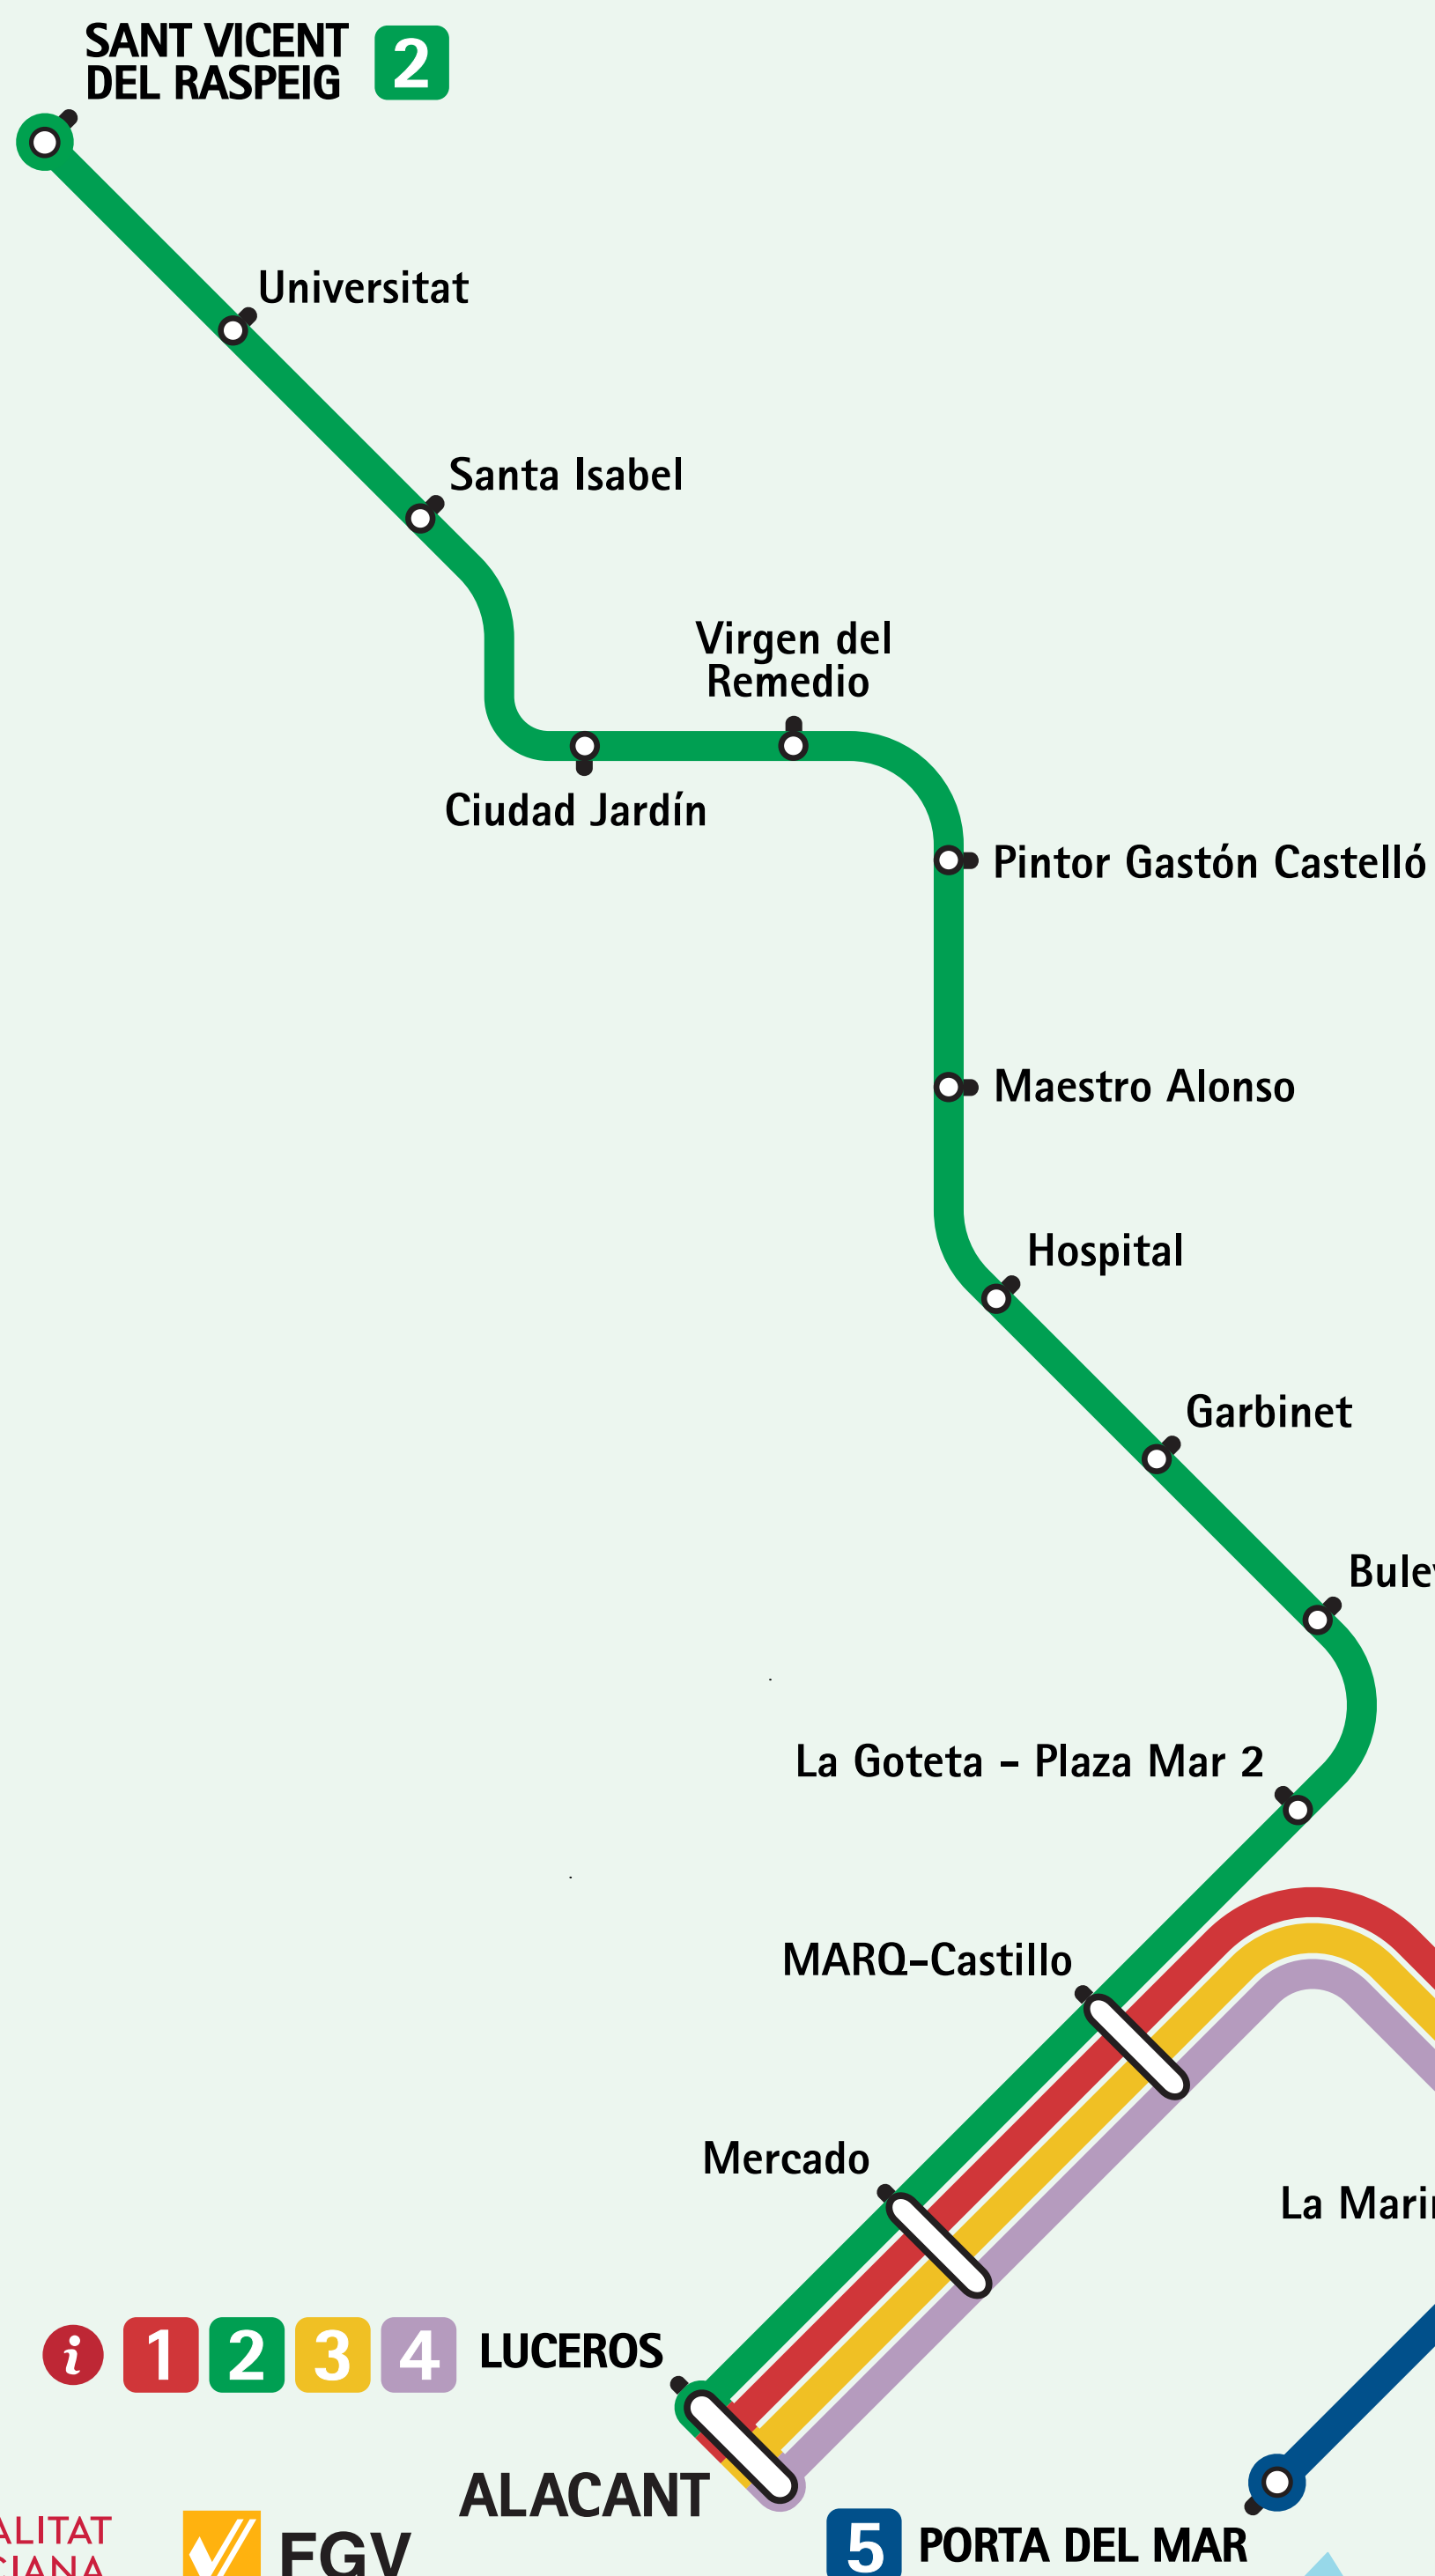 SANT VICENT
DEL RASPEIG 2
Universitat
Santa Isabel
Virgen del
Remedio
Ciudad Jardín
Pintor Gastón Castelló
Maestro Alonso
Hospital
Garbinet
La Goteta - Plaza Mar 2
MARQ-Castillo
Mercado
La
i 1 2 3 4 LUCEROS
ALACANT
FGV
5 PORTA DEL MAR